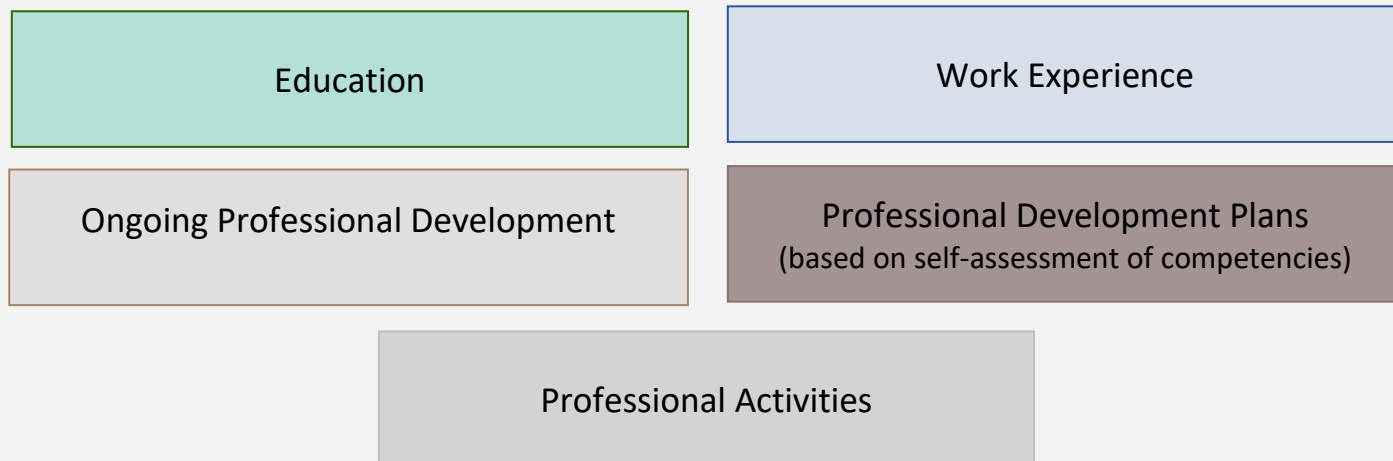 Education
Work Experience
Ongoing Professional Development
Professional Development Plans
(based on self-assessment of competencies)
Professional Activities